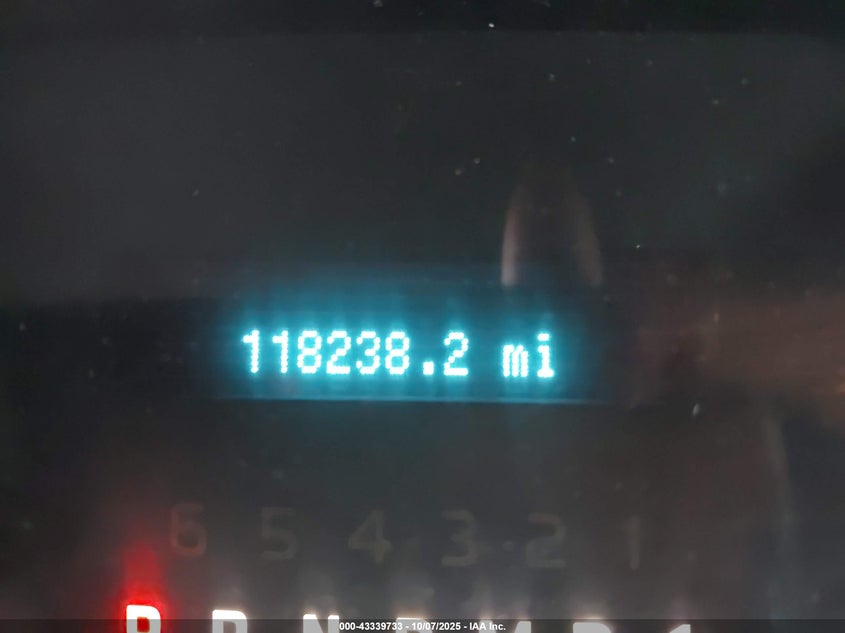 118238.2 mi
6 5 4 3 2 1
P R N
000-43339733 - 10/07/2025 - IAA Inc.